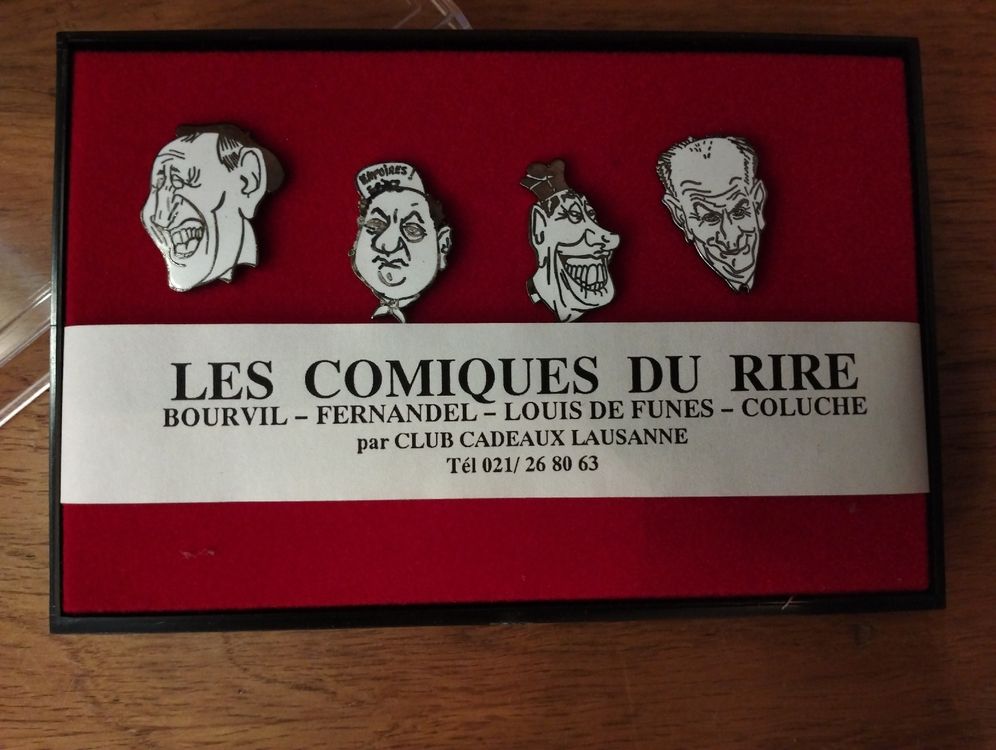 LES COMIQUES DU RIRE
BOURVIL – FERNANDEL – LOUIS DE FUNES – COLUCHE
par CLUB CADEAUX LAUSANNE
Tél 021/ 26 80 63